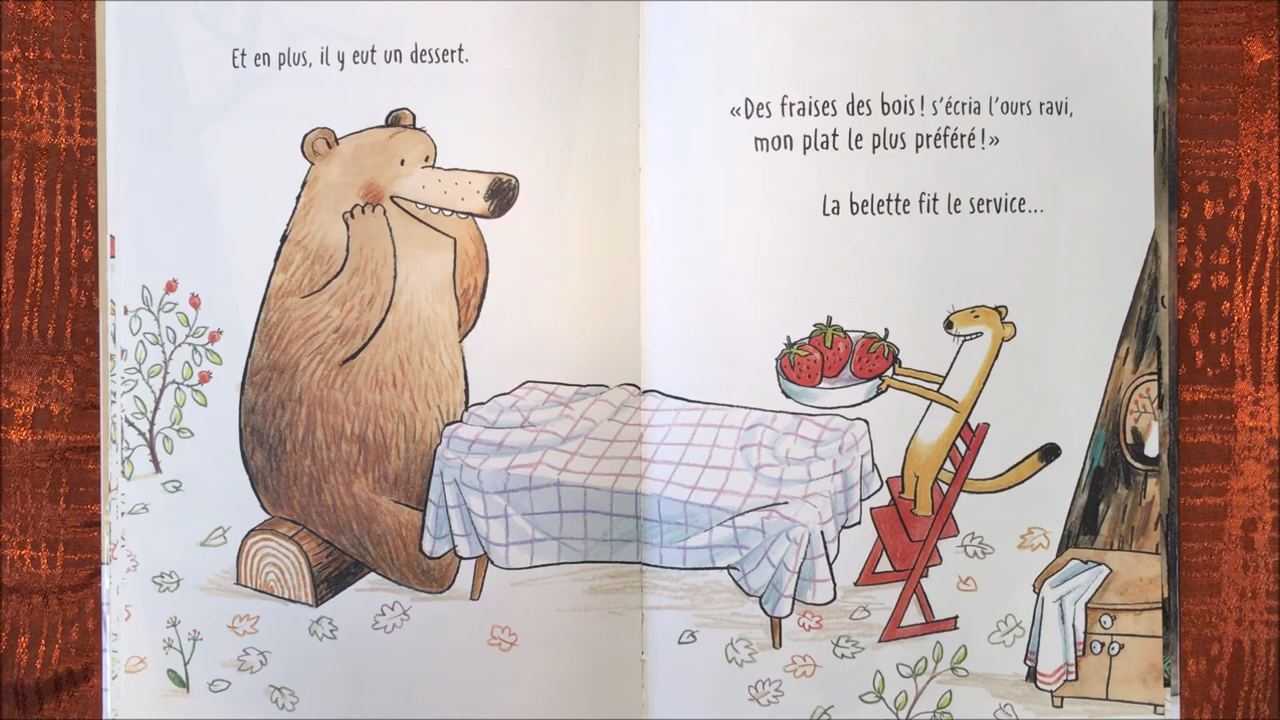 Et en plus, il y eut un dessert.
«Des fraises des bois! s'écria l'ours ravi,
mon plat le plus préféré!»
La belette fit le service...